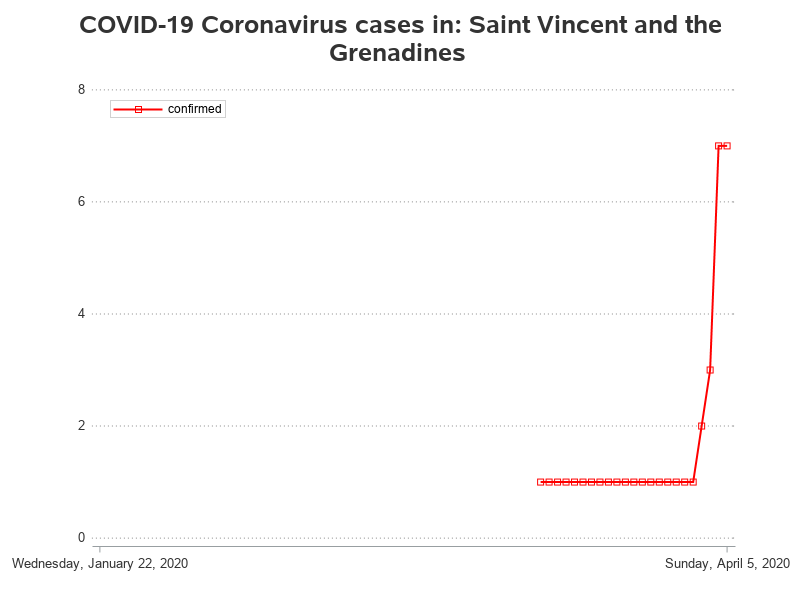 COVID-19 Coronavirus cases in: Saint Vincent and the
Grenadines
8
confirmed
6
4
2
0
Wednesday, January 22, 2020
Sunday, April 5, 2020